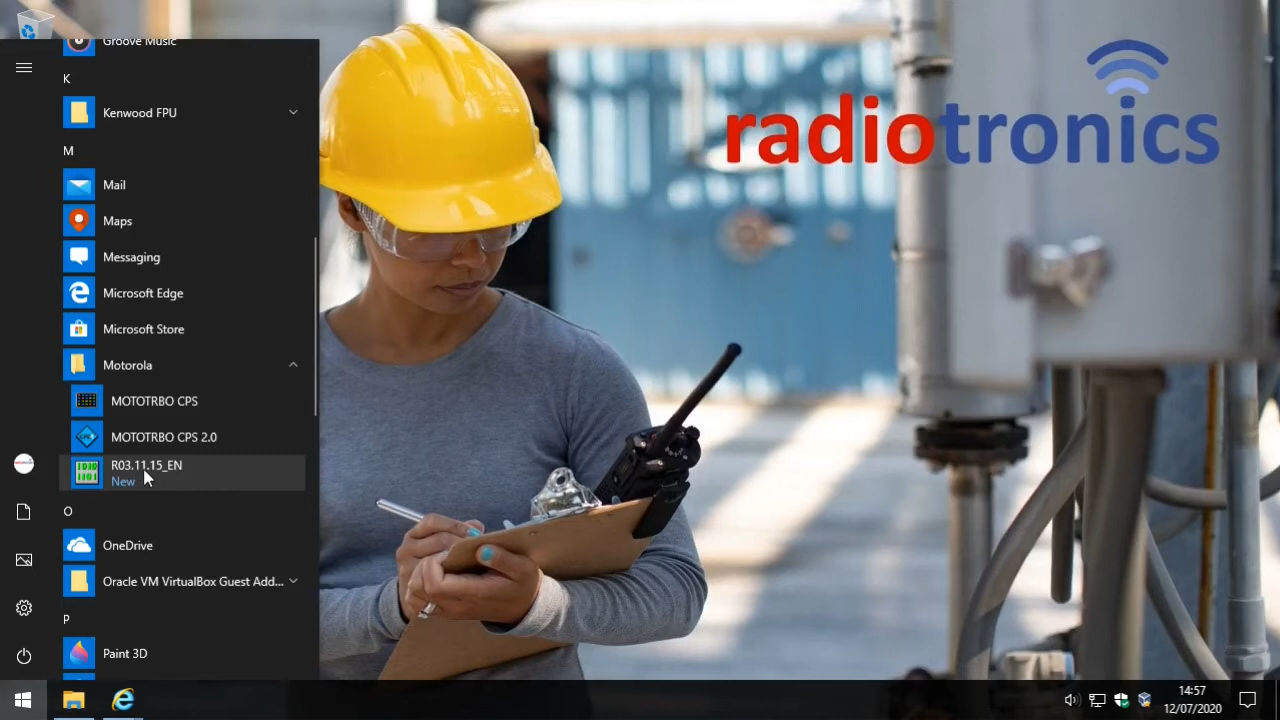 Groove Music
K
Kenwood FPU
M
Mail
Maps
Messaging
Microsoft Edge
Microsoft Store
Motorola
MOTOTRBO CPS
MOTOTRBO CPS 2.0
R03.11.15_EN
New
O
OneDrive
Oracle VM VirtualBox Guest Add...
P
Paint 3D
radiotronics
14:57
12/07/2020